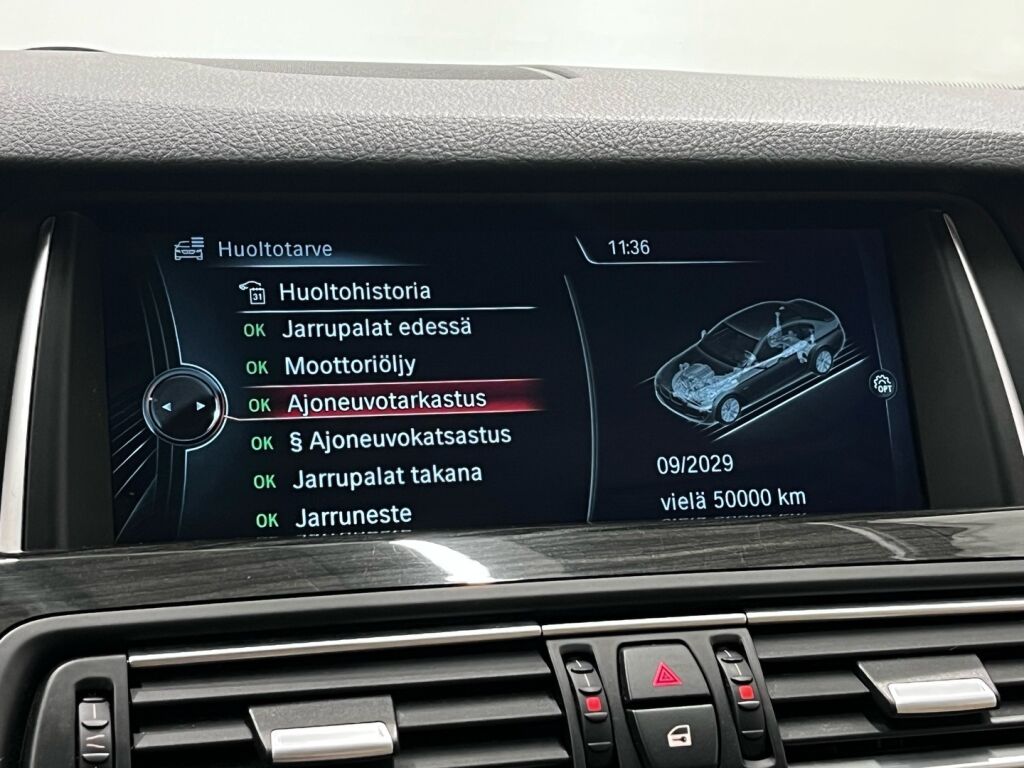 Huoltotarve
11:36
31 Huoltohistoria
OK Jarrupalat edessä
OK Moottoriöljy
OK Ajoneuvotarkastus
OK § Ajoneuvokatsastus
OK Jarrupalat takana
OK Jarruneste
OPT
09/2029
vielä 50000 km